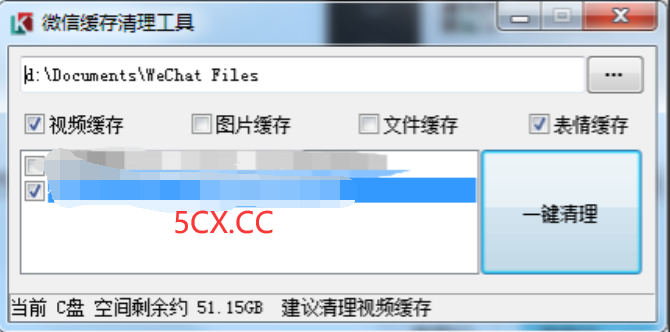 微信缓存清理工具
d:\Documents\WeChat Files
...
视频缓存 图片缓存 文件缓存 表情缓存
5CX.CC
一键清理
当前 C盘 空间剩余约 51.15GB 建议清理视频缓存